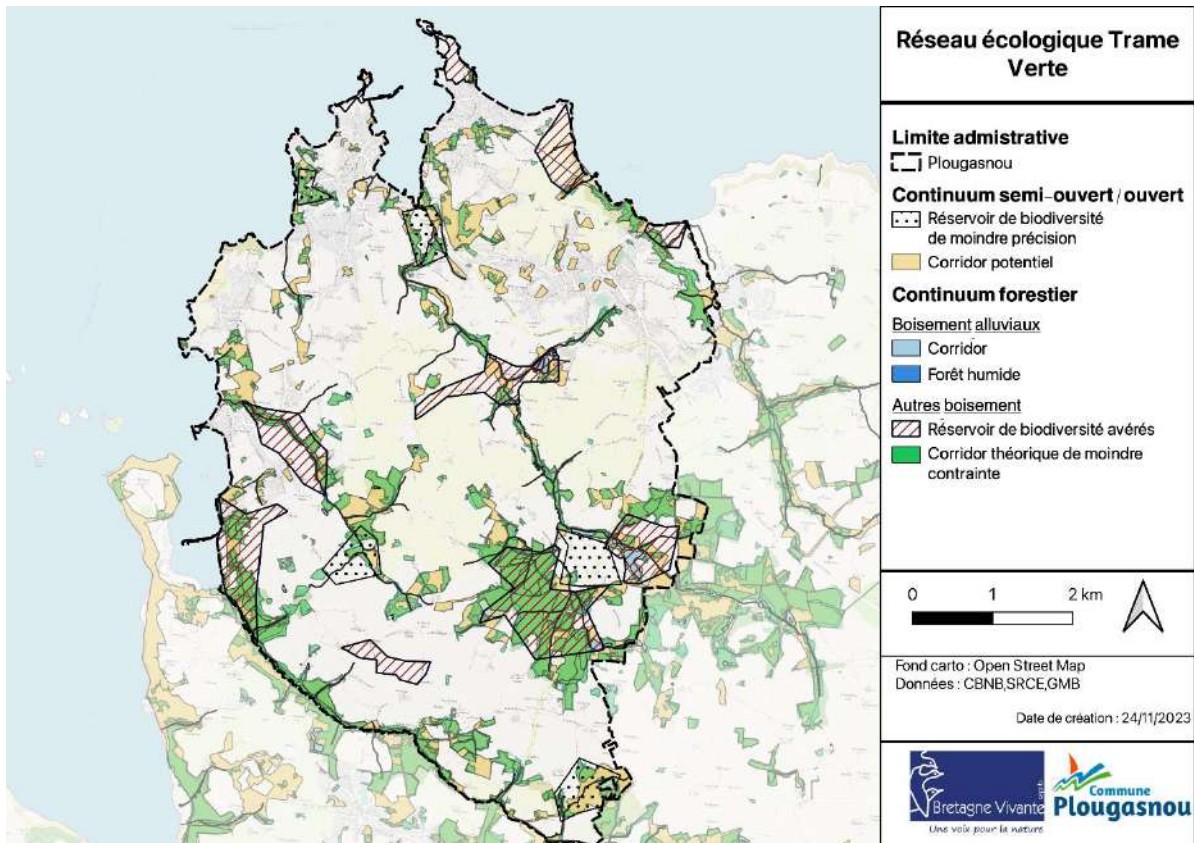 Réseau écologique Trame
Verte
Limite admistrative
Plougasnou
Continuum semi-ouvert / ouvert
Réservoir de biodiversité
de moindre précision
Corridor potentiel
Continuum forestier
Boisement alluviaux
Corridor
Forêt humide
Autres boisement
Réservoir de biodiversité avérés
Corridor théorique de moindre
contrainte
0 1 2 km
Fond carto : Open Street Map
Données : CBNB,SRCE,GMB
Date de création : 24/11/2023
Bretagne Vivante
Une voix pour la nature
Commune
Plougasnou